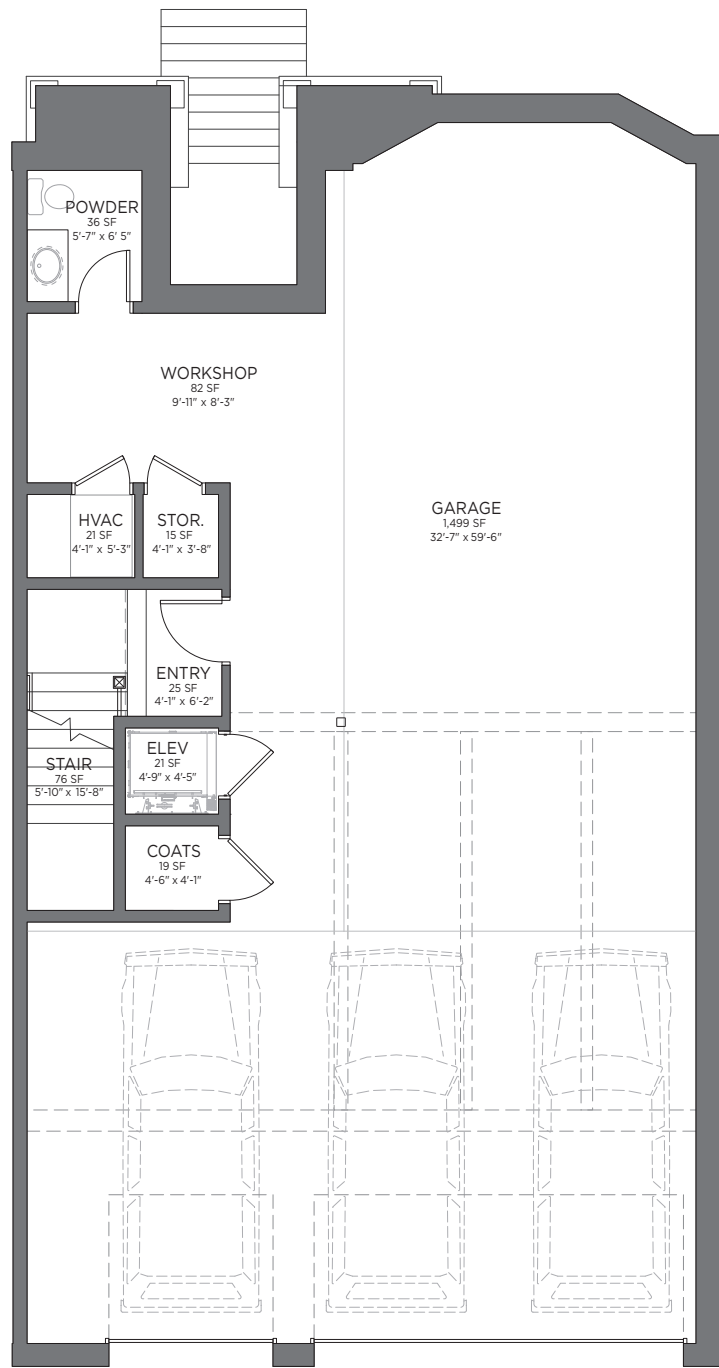 POWDER
36 SF
5'-7" x 6' 5"
WORKSHOP
82 SF
9'-11" x 8'-3"
HVAC
21 SF
4'-1" x 5'-3"
STOR.
15 SF
4'-1" x 3'-8"
GARAGE
1,499 SF
32'-7" x 59'-6"
ENTRY
25 SF
4'-1" x 6'-2"
ELEV
21 SF
4'-9" x 4'-5"
STAIR
76 SF
5'-10" x 15'-8"
COATS
19 SF
4'-6" x 4'-1"